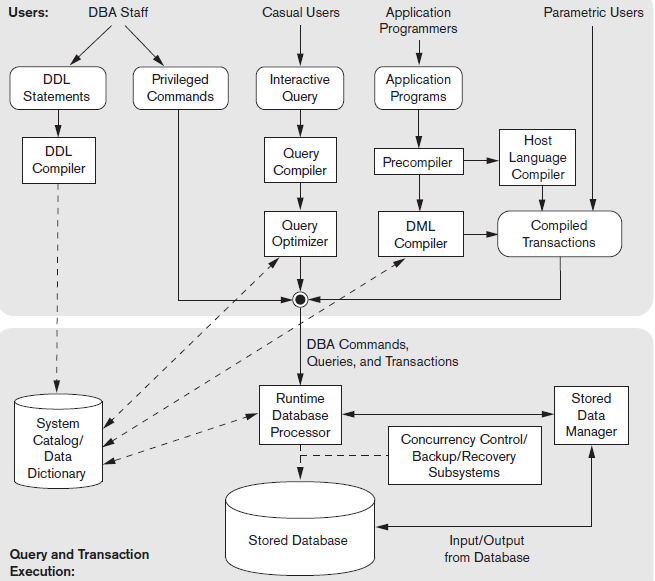 Users:
DBA Staff
Casual Users
Application
Programmers
Parametric Users
DDL
Statements
Privileged
Commands
Interactive
Query
Application
Programs
DDL
Compiler
Query
Compiler
Precompiler
Host
Language
Compiler
Query
Optimizer
DML
Compiler
Compiled
Transactions
DBA Commands,
Queries, and Transactions
System
Catalog/
Data
Dictionary
Runtime
Database
Processor
Stored
Data
Manager
Concurrency Control/
Backup/Recovery
Subsystems
Stored Database
Input/Output
from Database
Query and Transaction
Execution: